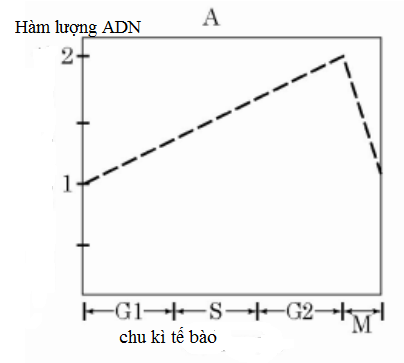 A
Hàm lượng ADN
2
1
G1 S G2 M
chu kì tế bào